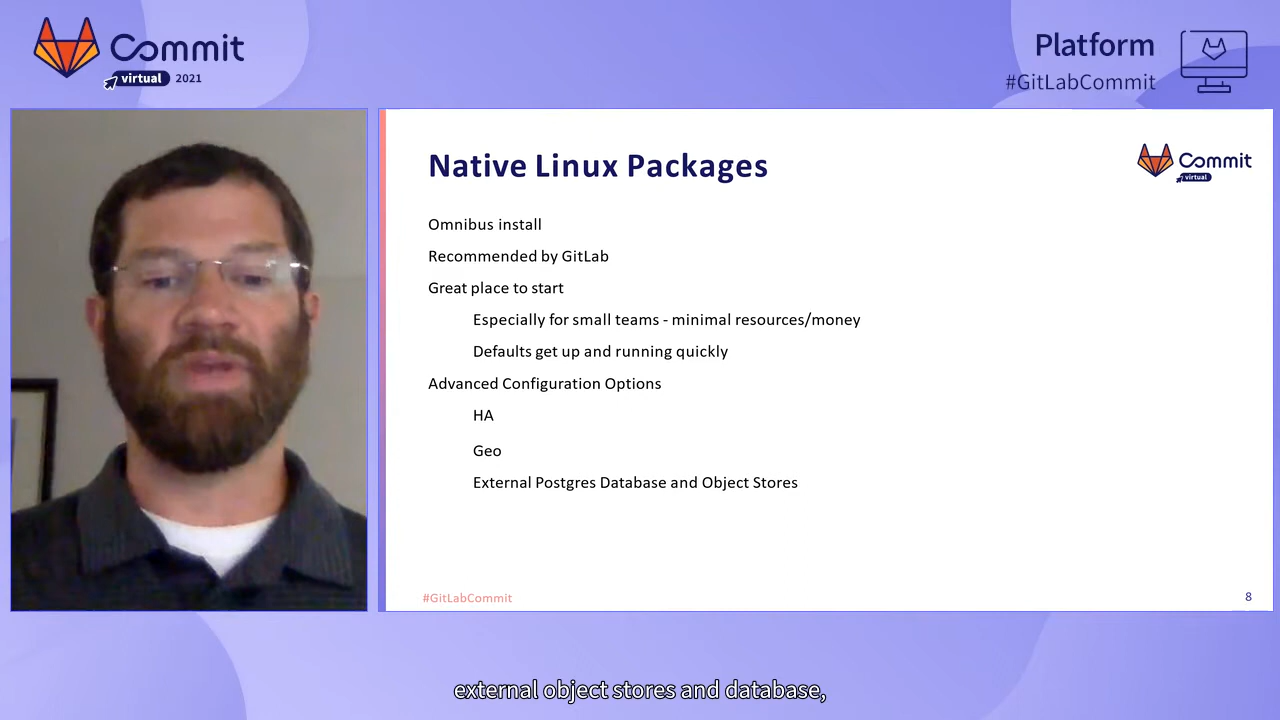 Commit
virtual 2021
Platform
#GitLabCommit
Native Linux Packages
Commit
virtual
Omnibus install
Recommended by GitLab
Great place to start
Especially for small teams - minimal resources/money
Defaults get up and running quickly
Advanced Configuration Options
HA
Geo
External Postgres Database and Object Stores
#GitLabCommit
8
external object stores and database,